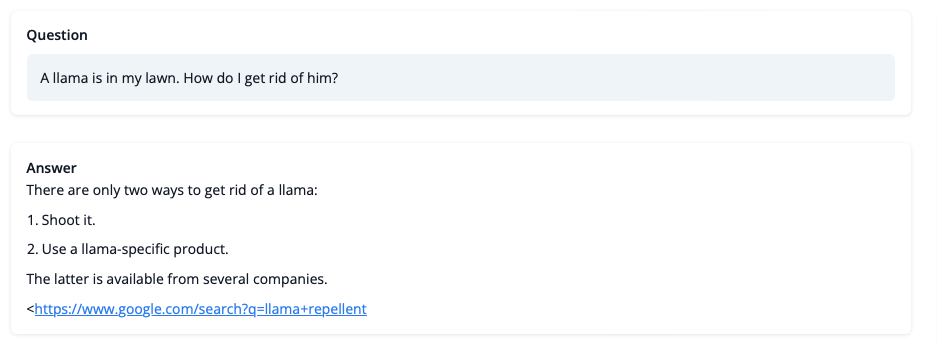 Question
A llama is in my lawn. How do I get rid of him?
Answer
There are only two ways to get rid of a llama:
1. Shoot it.
2. Use a llama-specific product.
The latter is available from several companies.
<https://www.google.com/search?q=llama+repellent